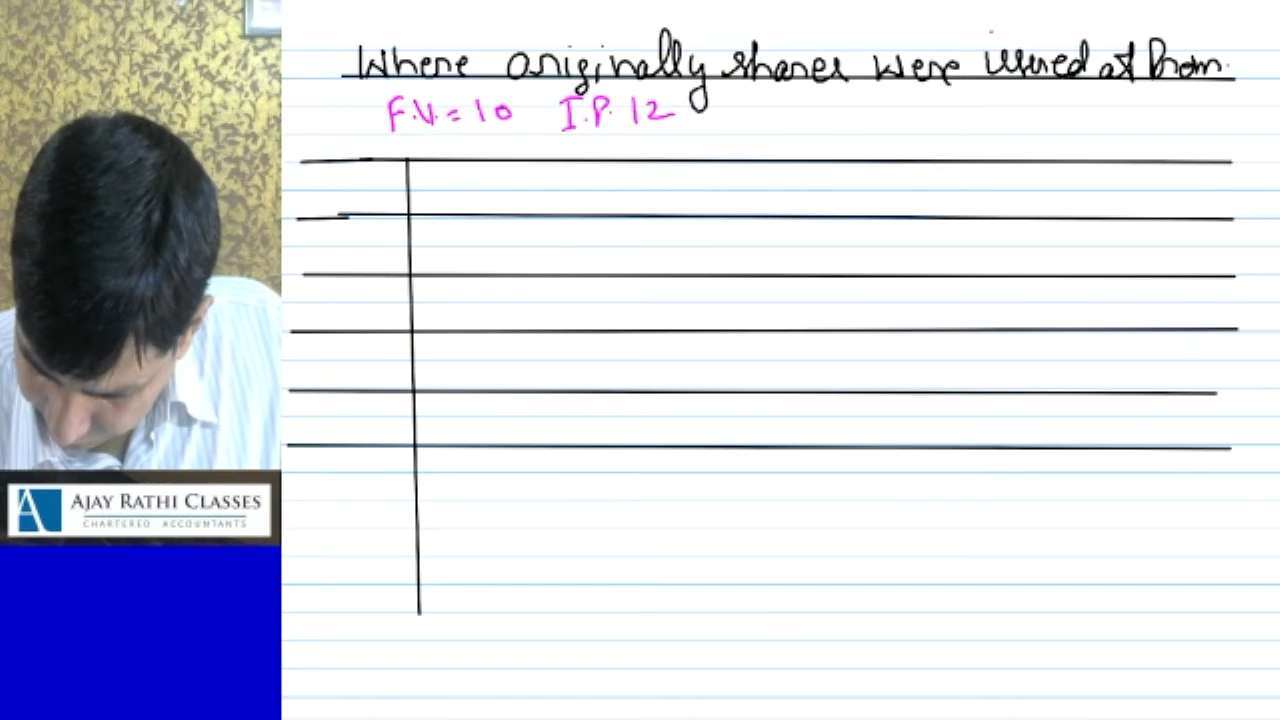 Where originally shares were issued at Prem.
F.V. = 10 I.P. 12
AJAY RATHI CLASSES
CHARTERED ACCOUNTANTS